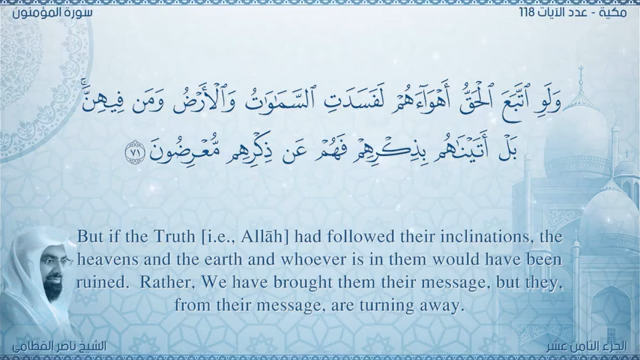 مكية - عدد الآيات 118
سورة المؤمنون
وَلَوِ ٱتَّبَعَ ٱلْحَقُّ أَهْوَآءَهُمْ لَفَسَدَتِ ٱلسَّمَٰوَٰتُ وَٱلْأَرْضُ وَمَن فِيهِنَّۚ
بَلْ أَتَيْنَٰهُم بِذِكْرِهِمْ فَهُمْ عَن ذِكْرِهِم مُّعْرِضُونَ ٧١
But if the Truth [i.e., Allāh] had followed their inclinations, the
heavens and the earth and whoever is in them would have been
ruined. Rather, We have brought them their message, but they,
from their message, are turning away.
الجزء الثامن عشر
الشيخ ناصر القطامي